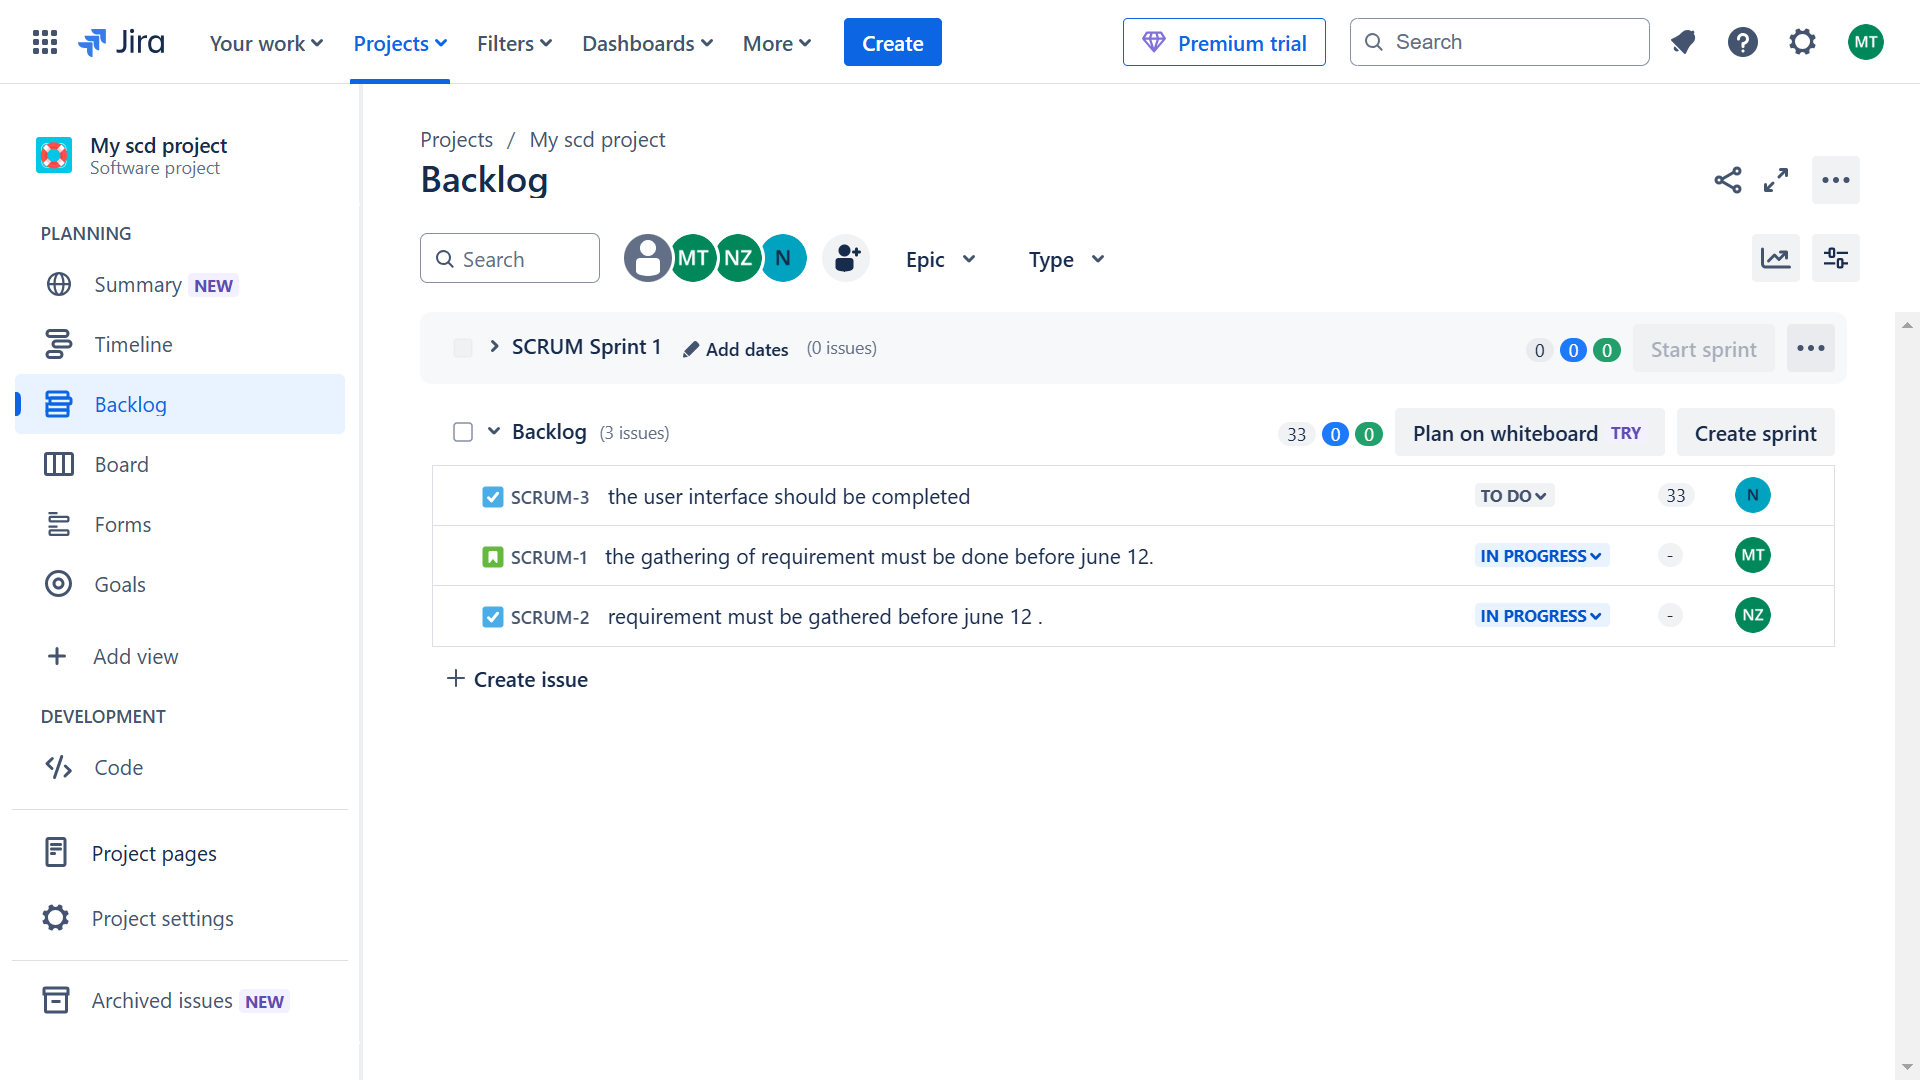 Jira
Your work
Projects
Filters
Dashboards
More
Create
Premium trial
Search
MT
My scd project
Software project
PLANNING
Summary NEW
Timeline
Backlog
Board
Forms
Goals
Add view
DEVELOPMENT
Code
Project pages
Project settings
Archived issues NEW
Projects / My scd project
Backlog
Search
MT NZ N
Epic
Type
SCRUM Sprint 1 Add dates (0 issues) 0 0 0 Start sprint
Backlog (3 issues) 33 0 0 Plan on whiteboard TRY Create sprint
SCRUM-3 the user interface should be completed TO DO 33 N
SCRUM-1 the gathering of requirement must be done before june 12. IN PROGRESS - MT
SCRUM-2 requirement must be gathered before june 12 . IN PROGRESS - NZ
Create issue